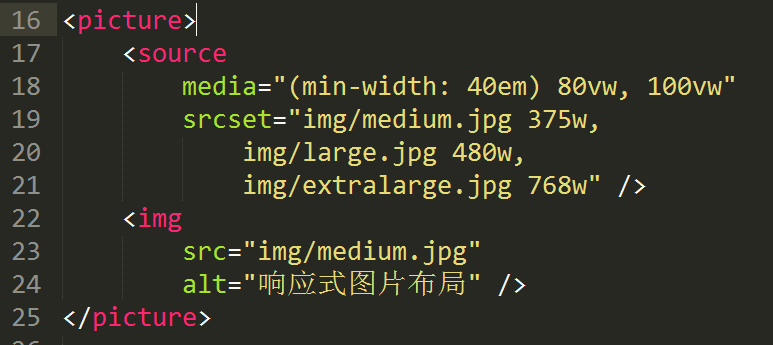 16 <picture>
17 <source
18 media="(min-width: 40em) 80vw, 100vw"
19 srcset="img/medium.jpg 375w,
20 img/large.jpg 480w,
21 img/extralarge.jpg 768w" />
22 <img
23 src="img/medium.jpg"
24 alt="响应式图片布局" />
25 </picture>
26